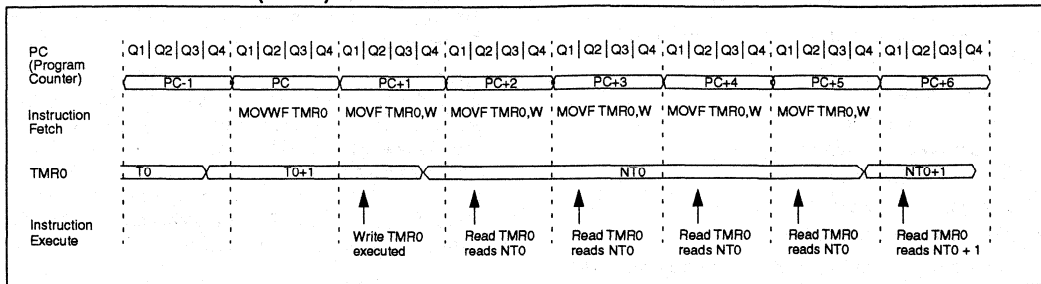 PC
(Program
Counter)
Q1 Q2 Q3 Q4 Q1 Q2 Q3 Q4 Q1 Q2 Q3 Q4 Q1 Q2 Q3 Q4 Q1 Q2 Q3 Q4 Q1 Q2 Q3 Q4 Q1 Q2 Q3 Q4 Q1 Q2 Q3 Q4
PC-1 PC PC+1 PC+2 PC+3 PC+4 PC+5 PC+6
Instruction
Fetch
MOVWF TMR0 MOVF TMR0,W MOVF TMR0,W MOVF TMR0,W MOVF TMR0,W MOVF TMR0,W
TMR0 T0 T0+1 NT0 NT0+1
Instruction
Execute
Write TMR0
executed
Read TMR0
reads NT0
Read TMR0
reads NT0
Read TMR0
reads NT0
Read TMR0
reads NT0
Read TMR0
reads NT0 + 1